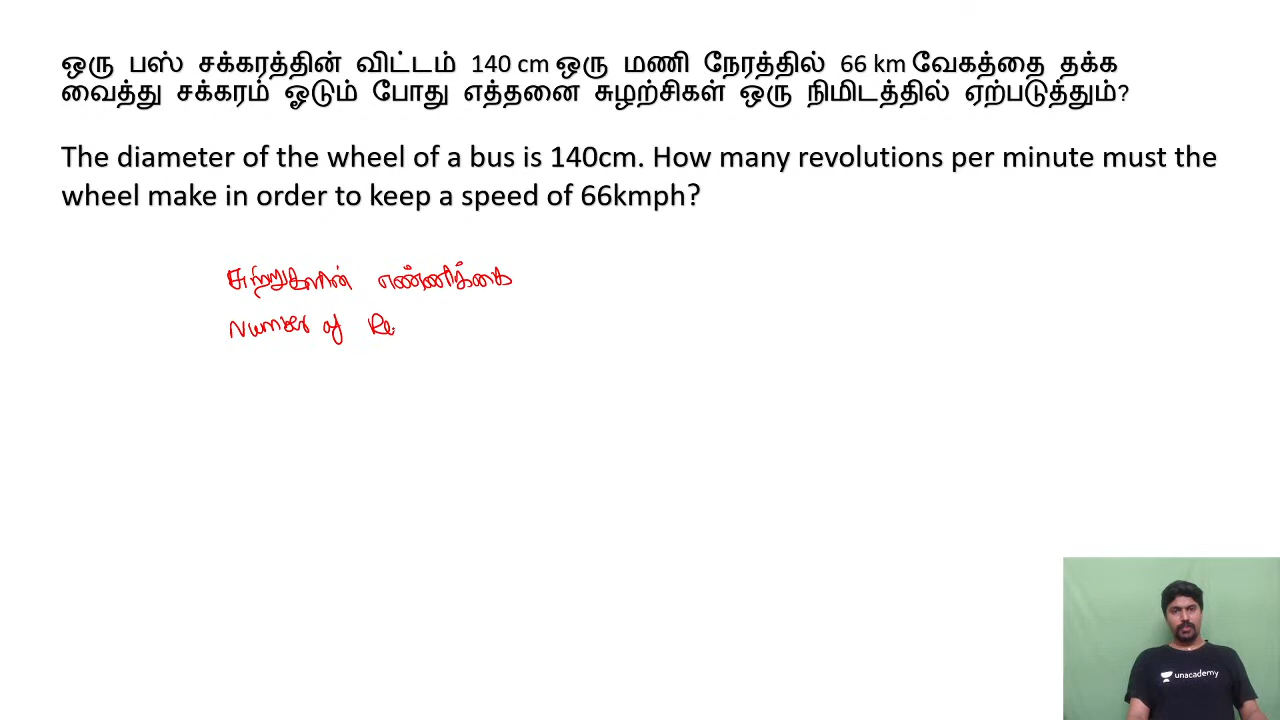 ஒரு பஸ் சக்கரத்தின் விட்டம் 140 cm ஒரு மணி நேரத்தில் 66 km வேகத்தை தக்க
வைத்து சக்கரம் ஓடும் போது எத்தனை சுழற்சிகள் ஒரு நிமிடத்தில் ஏற்படுத்தும்?
The diameter of the wheel of a bus is 140cm. How many revolutions per minute must the
wheel make in order to keep a speed of 66kmph?
சுற்றுகளின் எண்ணிக்கை
Number of Re
unacademy